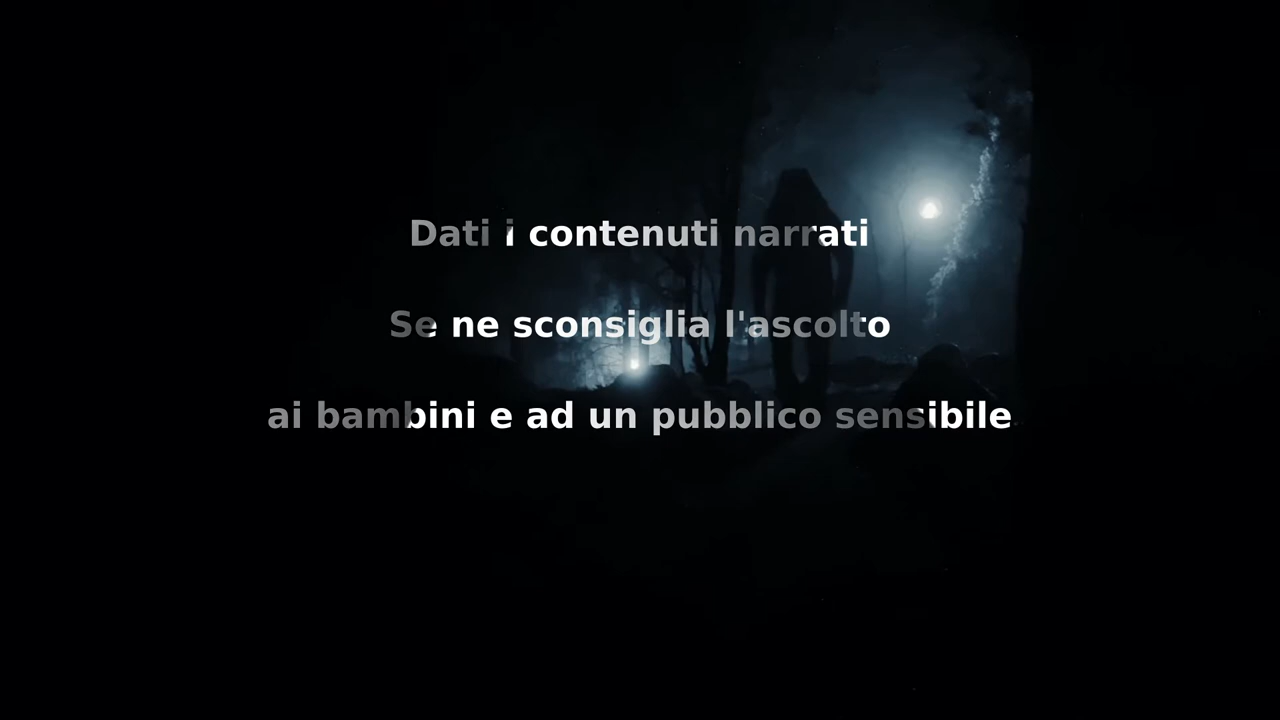 Dati i contenuti narrati
Se ne sconsiglia l'ascolto
ai bambini e ad un pubblico sensibile